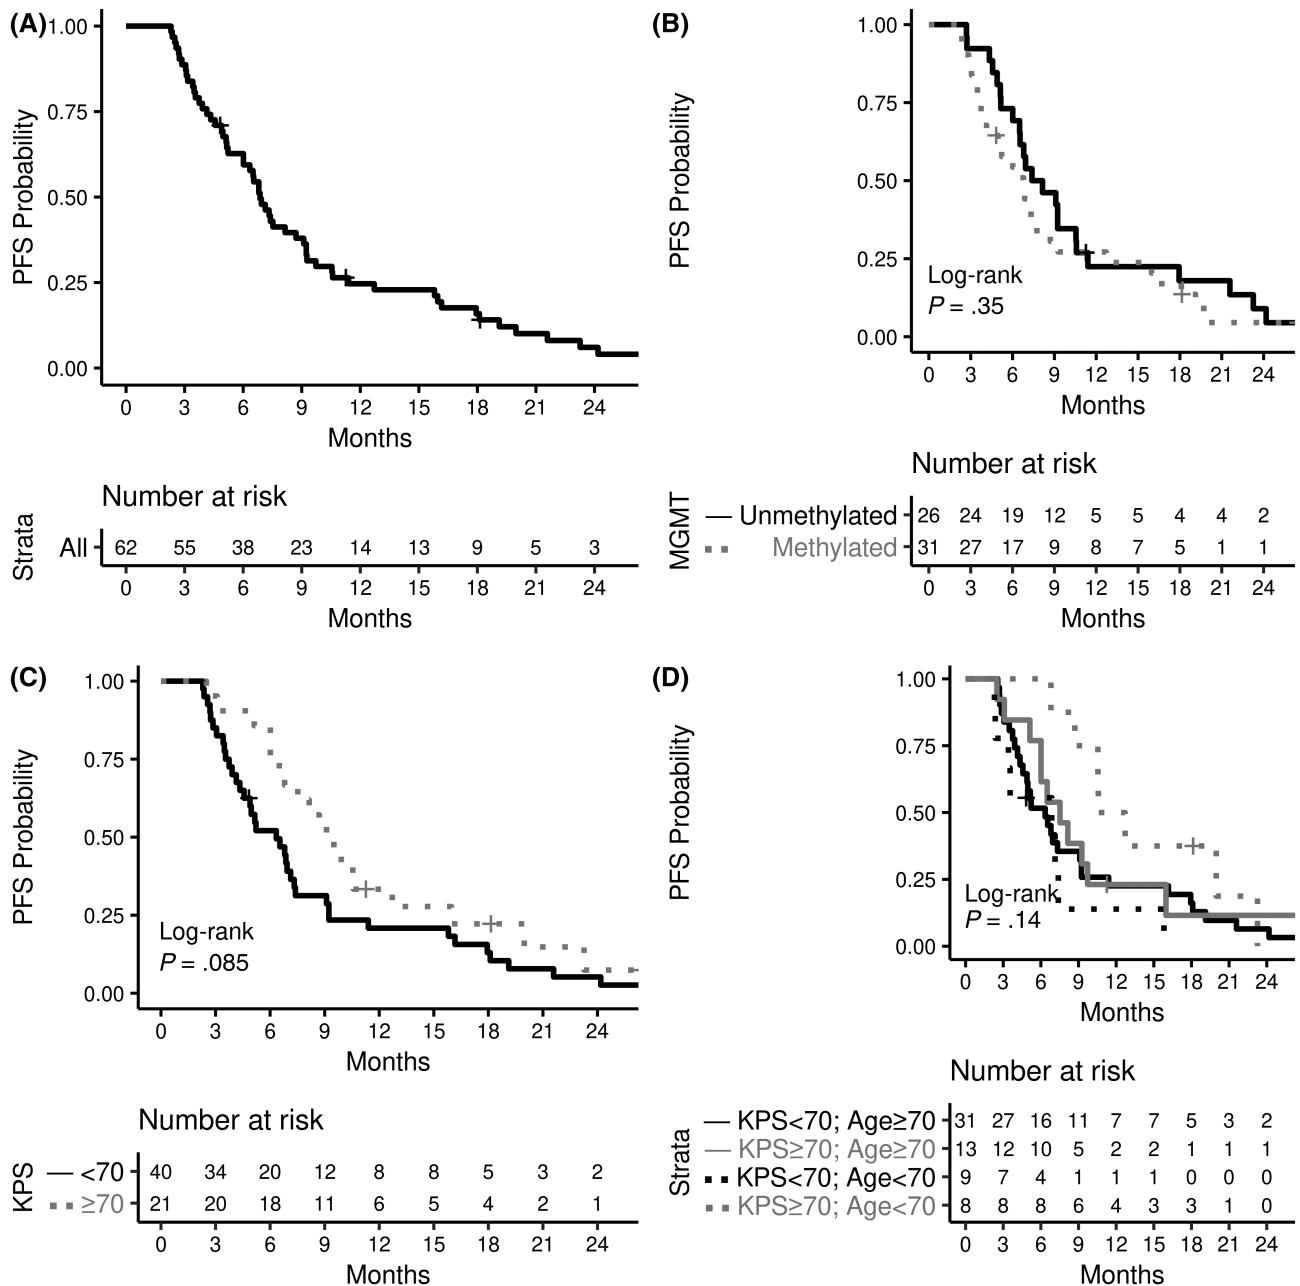 (A)
PFS Probability
1.00
0.75
0.50
0.25
0.00
0 3 6 9 12 15 18 21 24
Months
Number at risk
Strata
All 62 55 38 23 14 13 9 5 3
0 3 6 9 12 15 18 21 24
Months
(B)
PFS Probability
1.00
0.75
0.50
0.25
0.00
Log-rank
P = .35
0 3 6 9 12 15 18 21 24
Months
Number at risk
MGMT
Unmethylated 26 24 19 12 5 5 4 4 2
Methylated 31 27 17 9 8 7 5 1 1
0 3 6 9 12 15 18 21 24
Months
(C)
PFS Probability
1.00
0.75
0.50
0.25
0.00
Log-rank
P = .085
0 3 6 9 12 15 18 21 24
Months
Number at risk
KPS
<70 40 34 20 12 8 8 5 3 2
≥70 21 20 18 11 6 5 4 2 1
0 3 6 9 12 15 18 21 24
Months
(D)
PFS Probability
1.00
0.75
0.50
0.25
0.00
Log-rank
P = .14
0 3 6 9 12 15 18 21 24
Months
Number at risk
Strata
KPS<70; Age≥70 31 27 16 11 7 7 5 3 2
KPS≥70; Age≥70 13 12 10 5 2 2 1 1 1
KPS<70; Age<70 9 7 4 1 1 1 0 0 0
KPS≥70; Age<70 8 8 8 6 4 3 3 1 0
0 3 6 9 12 15 18 21 24
Months